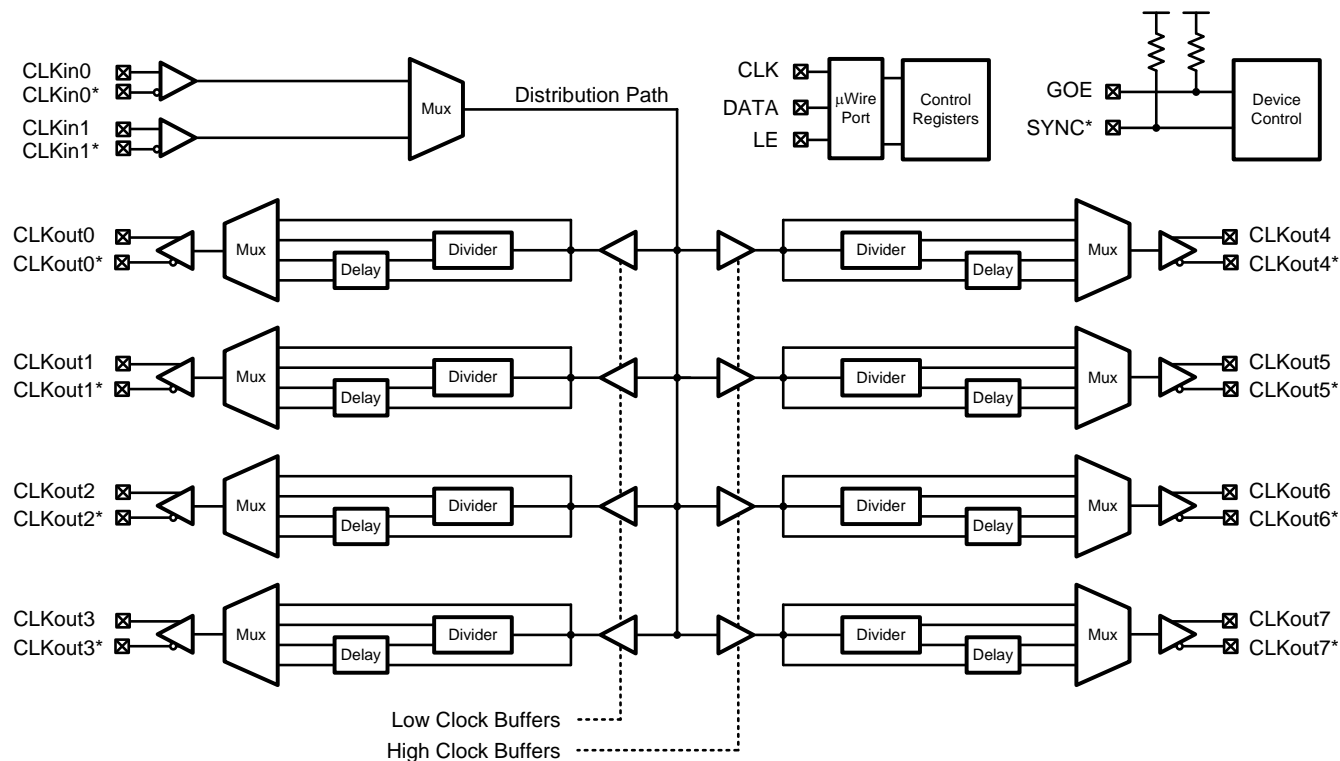 CLKin0
CLKin0*
CLKin1
CLKin1*
Mux
Distribution Path
CLK
DATA
LE
μWire
Port
Control
Registers
GOE
SYNC*
Device
Control
CLKout0
CLKout0*
Mux
Delay
Divider
Divider
Delay
Mux
CLKout4
CLKout4*
CLKout1
CLKout1*
Mux
Delay
Divider
Divider
Delay
Mux
CLKout5
CLKout5*
CLKout2
CLKout2*
Mux
Delay
Divider
Divider
Delay
Mux
CLKout6
CLKout6*
CLKout3
CLKout3*
Mux
Delay
Divider
Divider
Delay
Mux
CLKout7
CLKout7*
Low Clock Buffers
High Clock Buffers